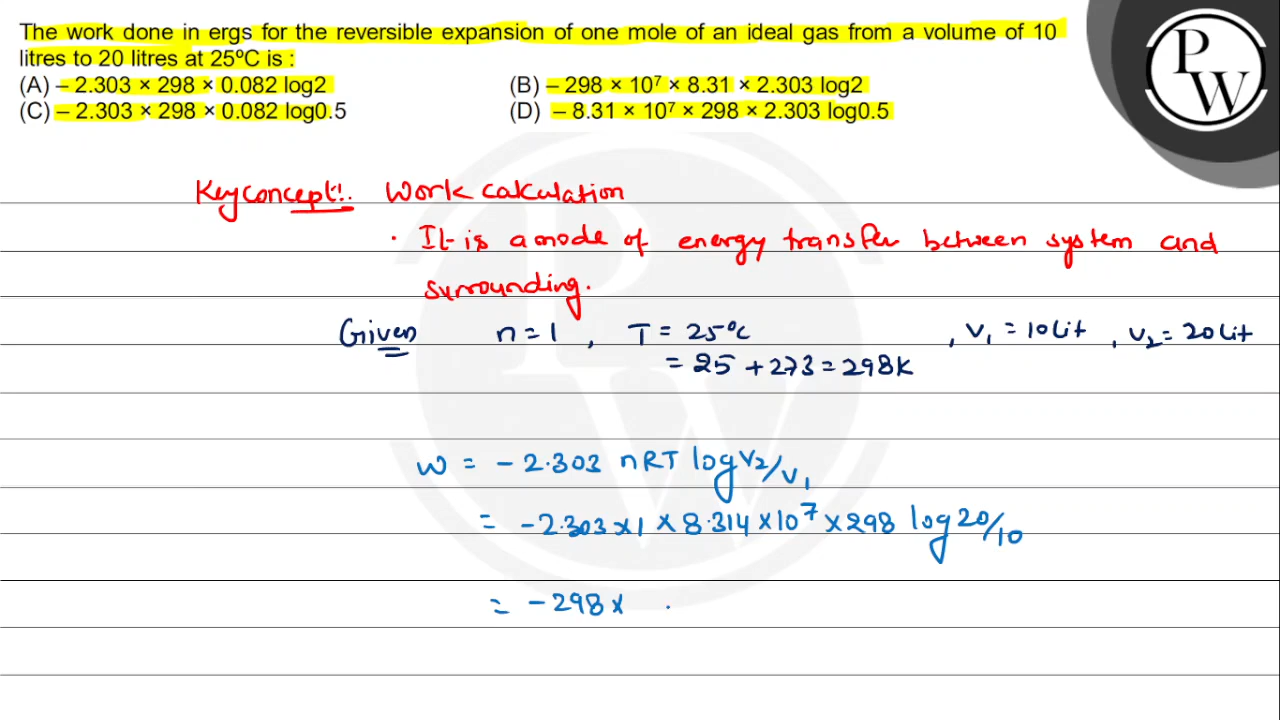 The work done in ergs for the reversible expansion of one mole of an ideal gas from a volume of 10
litres to 20 litres at 25ºC is :
(A) – 2.303 × 298 × 0.082 log2 (B) – 298 × 10⁷ × 8.31 × 2.303 log2
(C) – 2.303 × 298 × 0.082 log0.5 (D) – 8.31 × 10⁷ × 298 × 2.303 log0.5
P
W
Key concept:. Work calculation
· It is a mode of energy transfer between system and
surrounding.
Given n = 1 , T = 25°C , V₁ = 10 Lit , V₂ = 20 Lit
= 25 + 273 = 298K
W = - 2.303 nRT log V₂/V₁
= - 2.303 × 1 × 8.314 × 10⁷ × 298 log 20/10
= - 298 ×
P
W